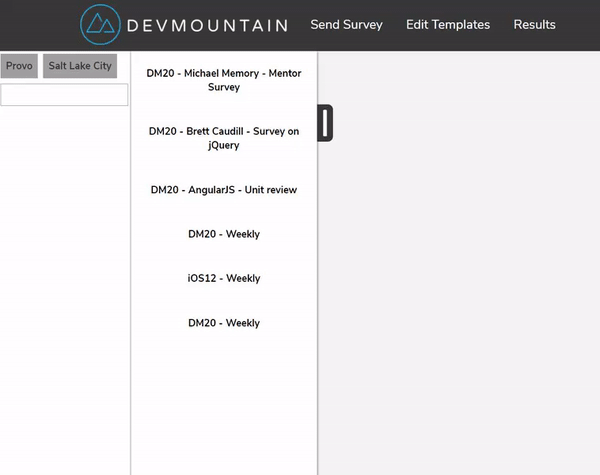 DEVMOUNTAIN
Send Survey
Edit Templates
Results
Provo
Salt Lake City
DM20 - Michael Memory - Mentor
Survey
DM20 - Brett Caudill - Survey on
jQuery
DM20 - AngularJS - Unit review
DM20 - Weekly
iOS12 - Weekly
DM20 - Weekly